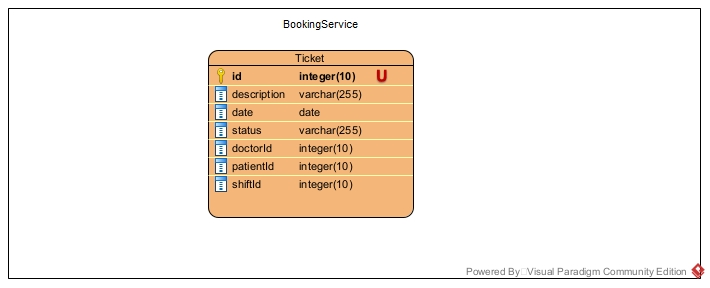 BookingService
Ticket
id integer(10) U
description varchar(255)
date date
status varchar(255)
doctorId integer(10)
patientId integer(10)
shiftId integer(10)
Powered By Visual Paradigm Community Edition